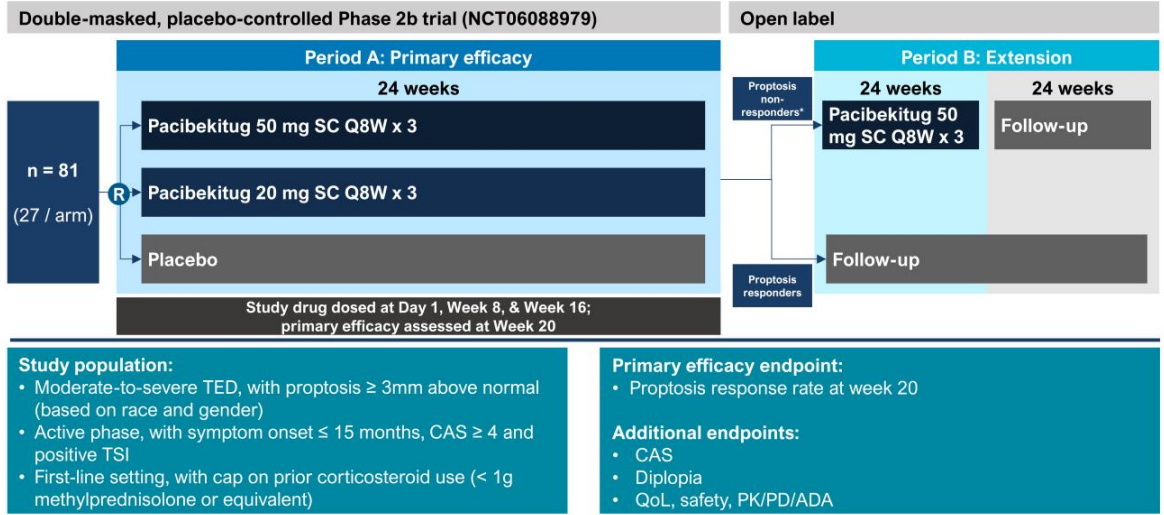 Double-masked, placebo-controlled Phase 2b trial (NCT06088979)
Open label
Period A: Primary efficacy
Period B: Extension
24 weeks
24 weeks
24 weeks
n = 81
(27 / arm)
R
Pacibekitug 50 mg SC Q8W x 3
Pacibekitug 20 mg SC Q8W x 3
Placebo
Study drug dosed at Day 1, Week 8, & Week 16;
primary efficacy assessed at Week 20
Proptosis
non-
responders*
Pacibekitug 50
mg SC Q8W x 3
Follow-up
Proptosis
responders
Follow-up
Study population:
• Moderate-to-severe TED, with proptosis ≥ 3mm above normal
(based on race and gender)
• Active phase, with symptom onset ≤ 15 months, CAS ≥ 4 and
positive TSI
• First-line setting, with cap on prior corticosteroid use (< 1g
methylprednisolone or equivalent)
Primary efficacy endpoint:
• Proptosis response rate at week 20
Additional endpoints:
• CAS
• Diplopia
• QoL, safety, PK/PD/ADA